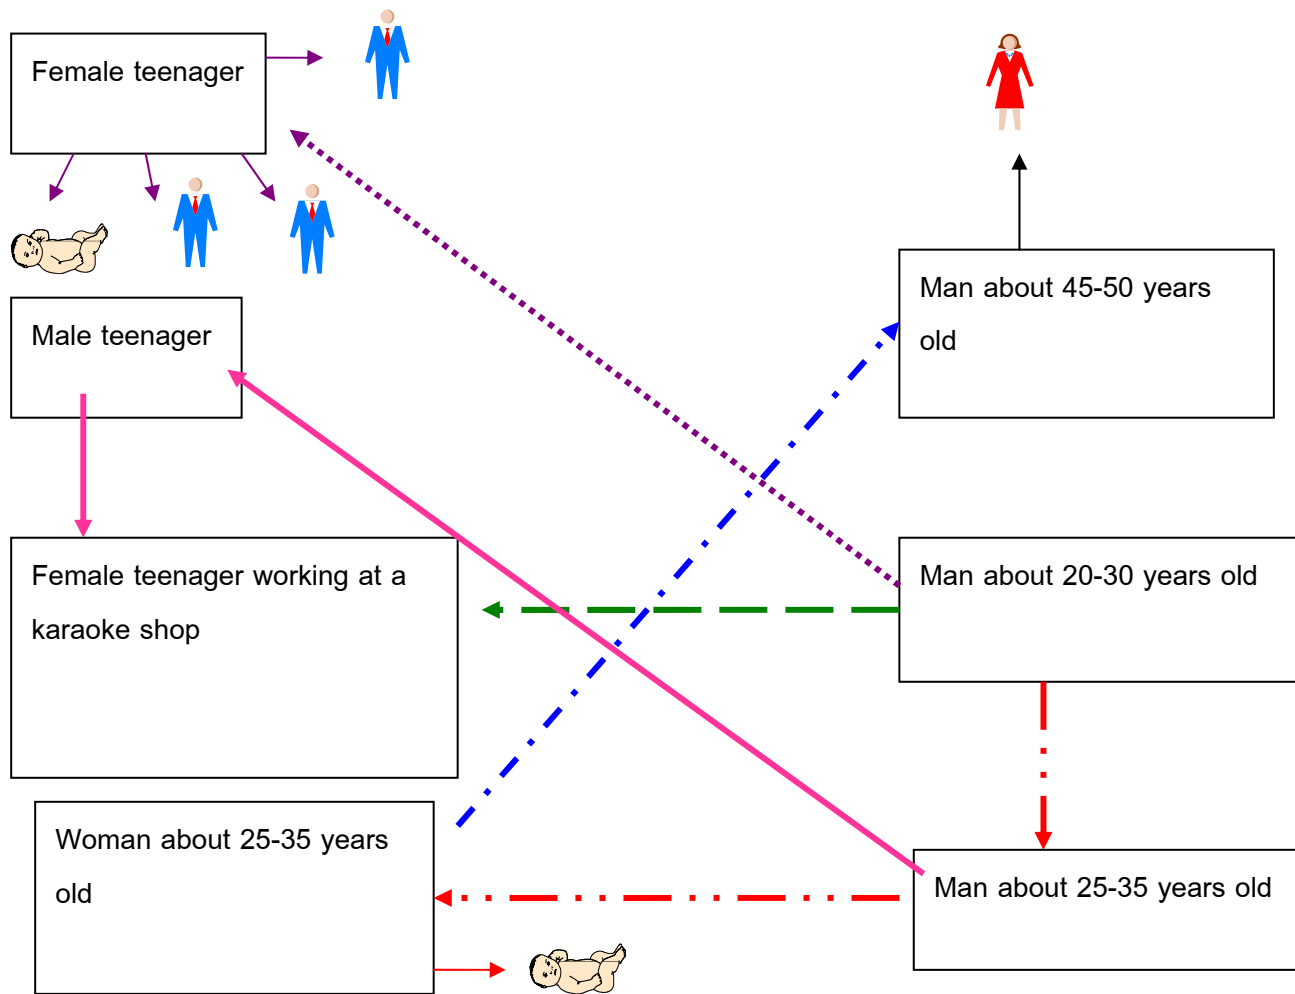 Female teenager
Man about 45-50 years
old
Male teenager
Female teenager working at a
karaoke shop
Man about 20-30 years old
Woman about 25-35 years
old
Man about 25-35 years old